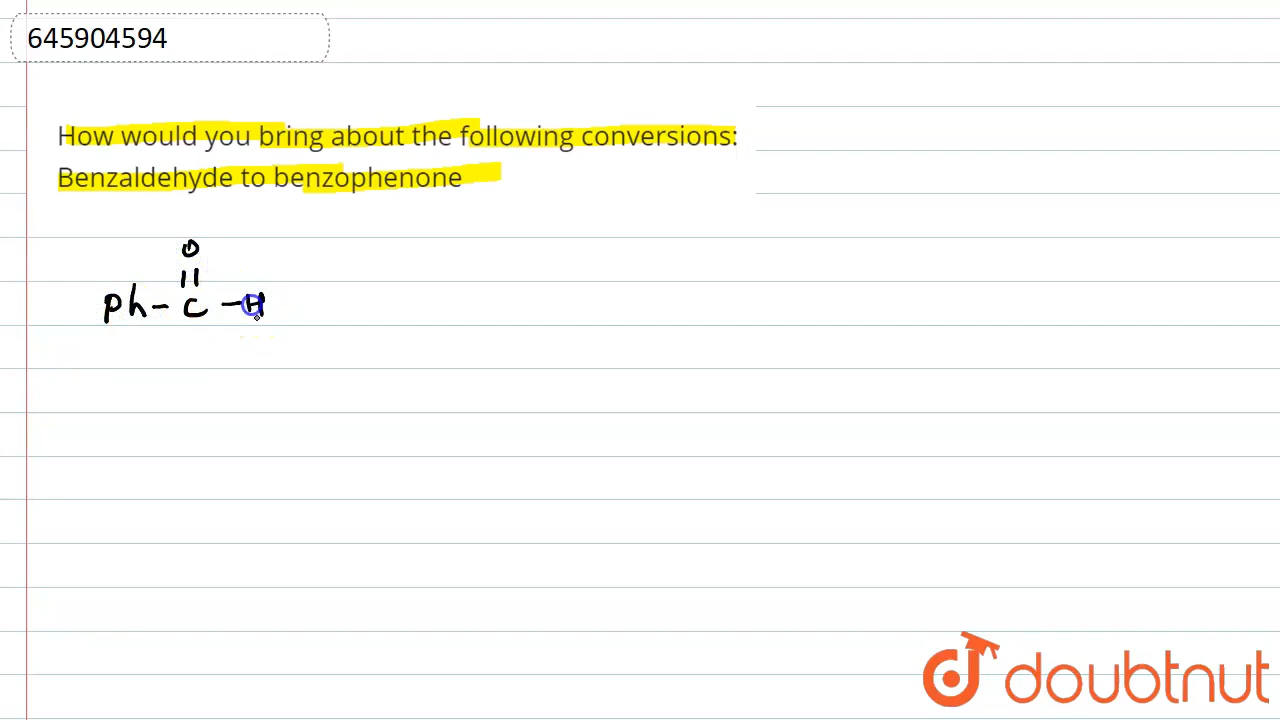 645904594
How would you bring about the following conversions:
Benzaldehyde to benzophenone
O
||
Ph - C - H
doubtnut